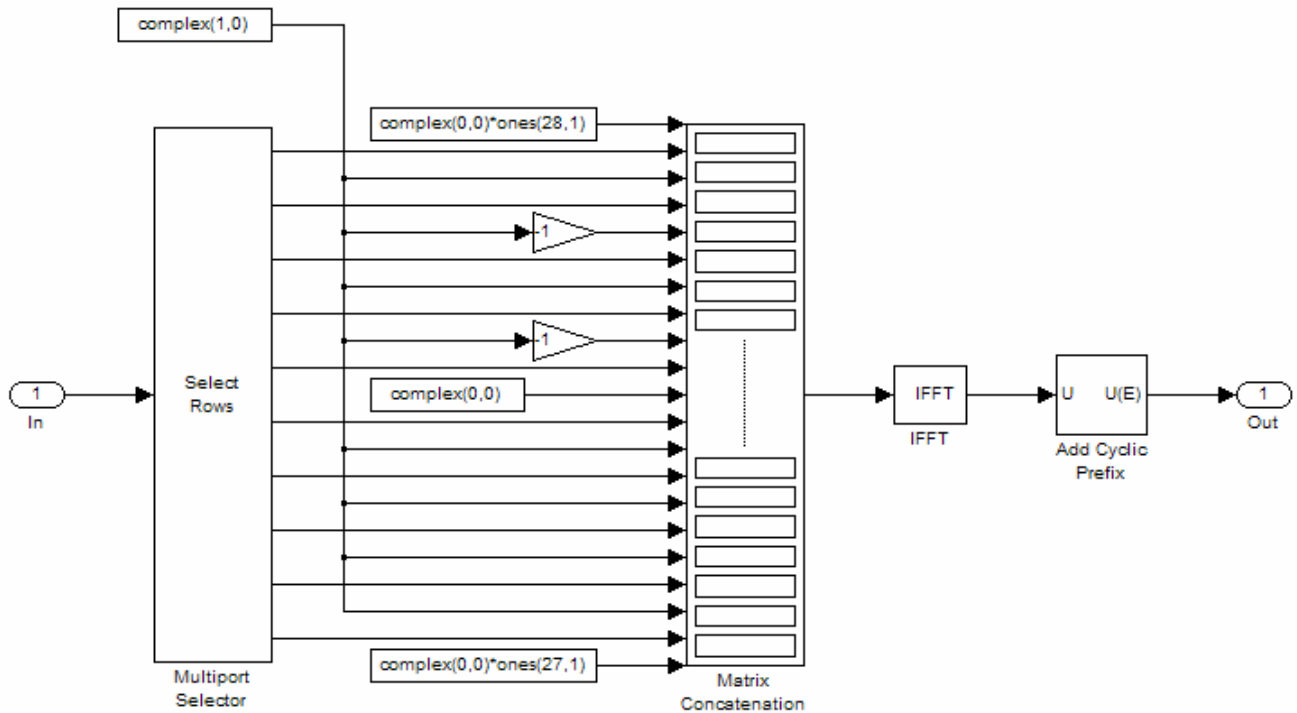 complex(1,0)
complex(0,0)*ones(28,1)
-1
-1
Select
Rows
1
In
complex(0,0)
IFFT
IFFT
U U(E)
Add Cyclic
Prefix
1
Out
complex(0,0)*ones(27,1)
Multiport
Selector
Matrix
Concatenation